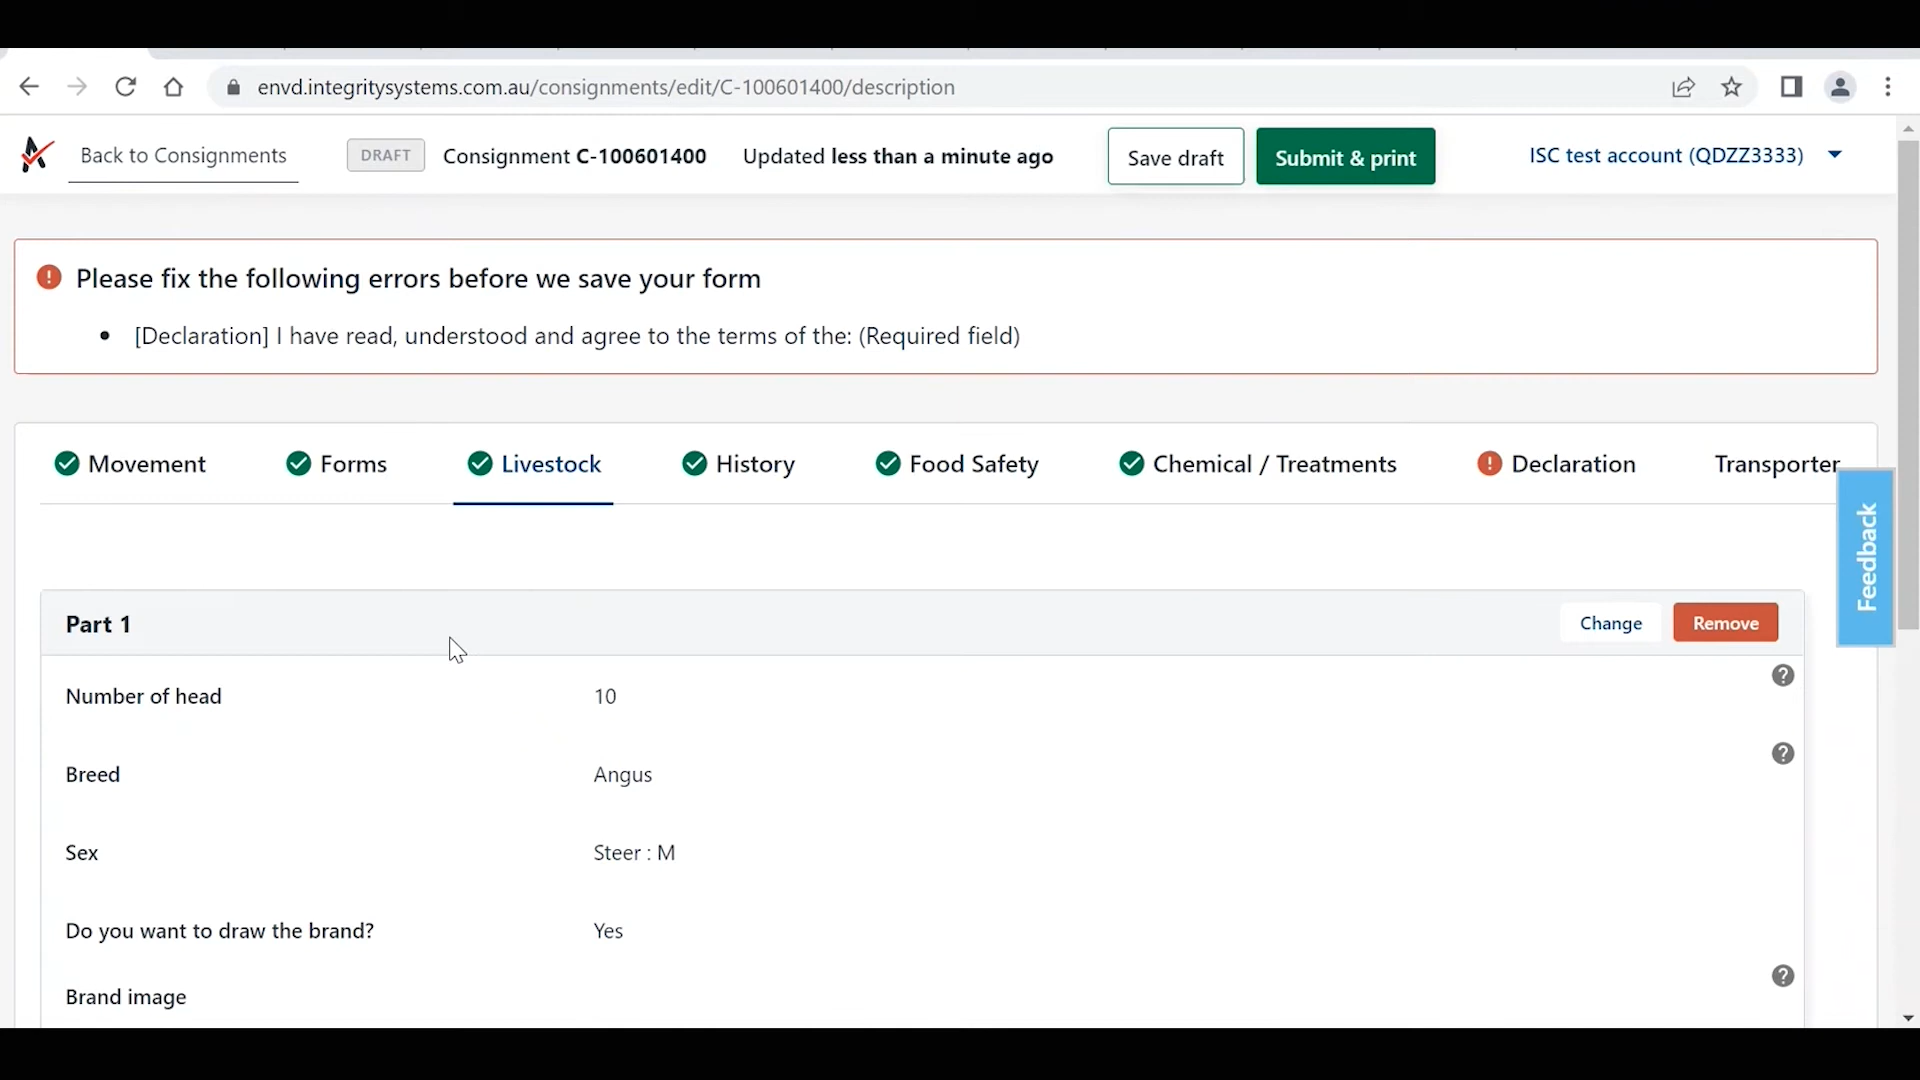 envd.integritysystems.com.au/consignments/edit/C-100601400/description
Back to Consignments DRAFT Consignment C-100601400 Updated less than a minute ago Save draft Submit & print ISC test account (QDZZ3333)
Please fix the following errors before we save your form
• [Declaration] I have read, understood and agree to the terms of the: (Required field)
Movement Forms Livestock History Food Safety Chemical / Treatments Declaration Transporter
Feedback
Part 1 Change Remove
Number of head 10
Breed Angus
Sex Steer : M
Do you want to draw the brand? Yes
Brand image